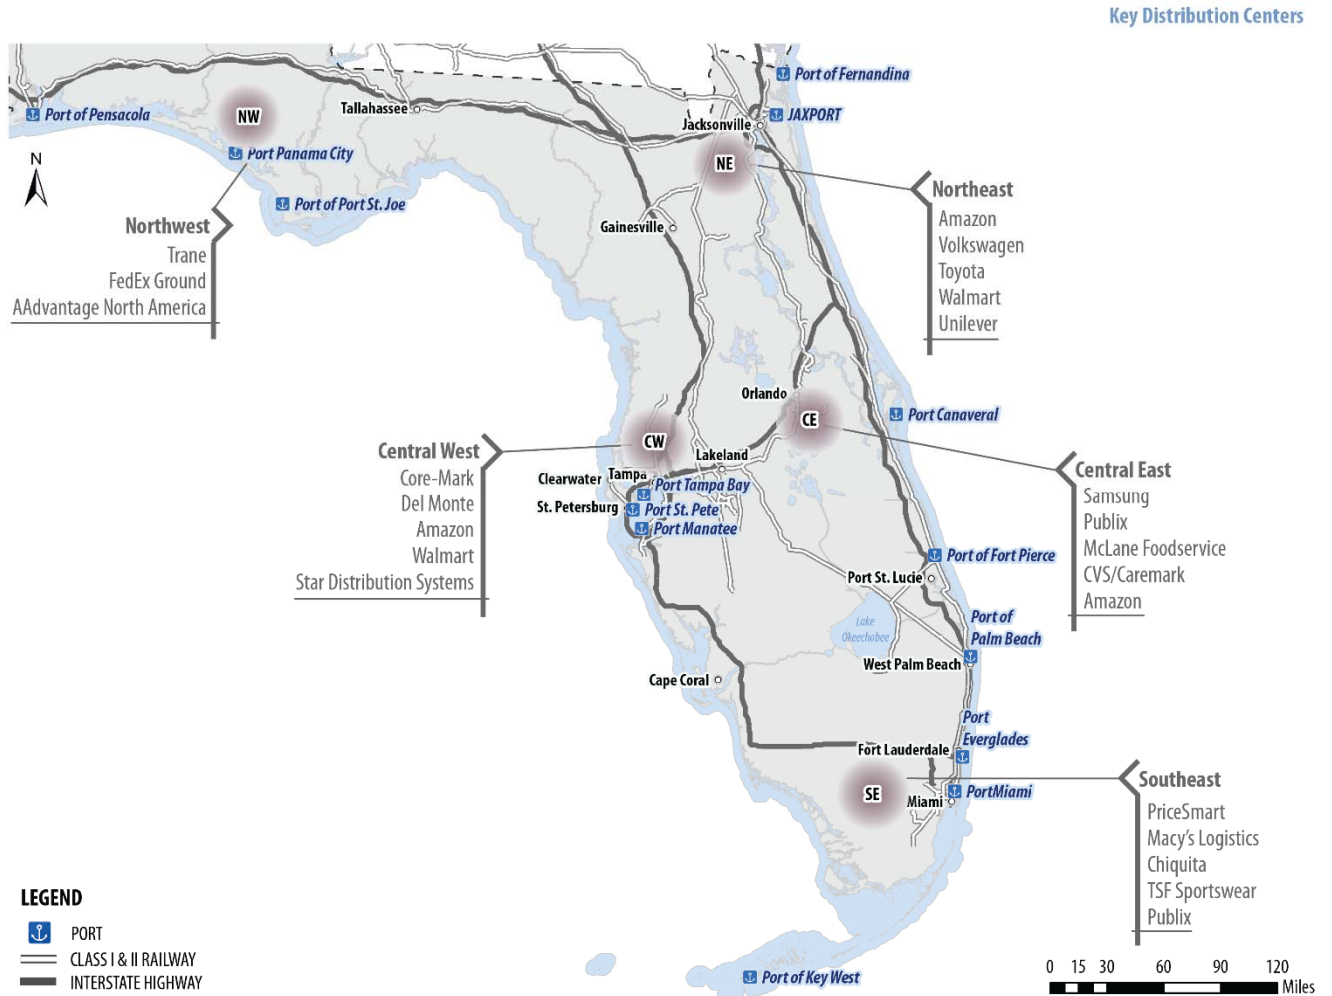 Key Distribution Centers
Port of Fernandina
Port of Pensacola
NW
Tallahassee
JAXPORT
Jacksonville
N
Port Panama City
NE
Port of Port St. Joe
Northeast
Amazon
Volkswagen
Toyota
Walmart
Unilever
Northwest
Trane
FedEx Ground
AAdvantage North America
Gainesville
Orlando
CE
Port Canaveral
CW
Central West
Core-Mark
Del Monte
Amazon
Walmart
Star Distribution Systems
Lakeland
Clearwater
Tampa
Port Tampa Bay
St. Petersburg
Port St. Pete
Port Manatee
Central East
Samsung
Publix
McLane Foodservice
CVS/Caremark
Amazon
Port of Fort Pierce
Port St. Lucie
Lake
Okeechobee
Port of
Palm Beach
West Palm Beach
Cape Coral
Port
Everglades
Fort Lauderdale
SE
Miami
PortMiami
Southeast
PriceSmart
Macy's Logistics
Chiquita
TSF Sportswear
Publix
LEGEND
PORT
CLASS I & II RAILWAY
INTERSTATE HIGHWAY
Port of Key West
0 15 30 60 90 120
Miles